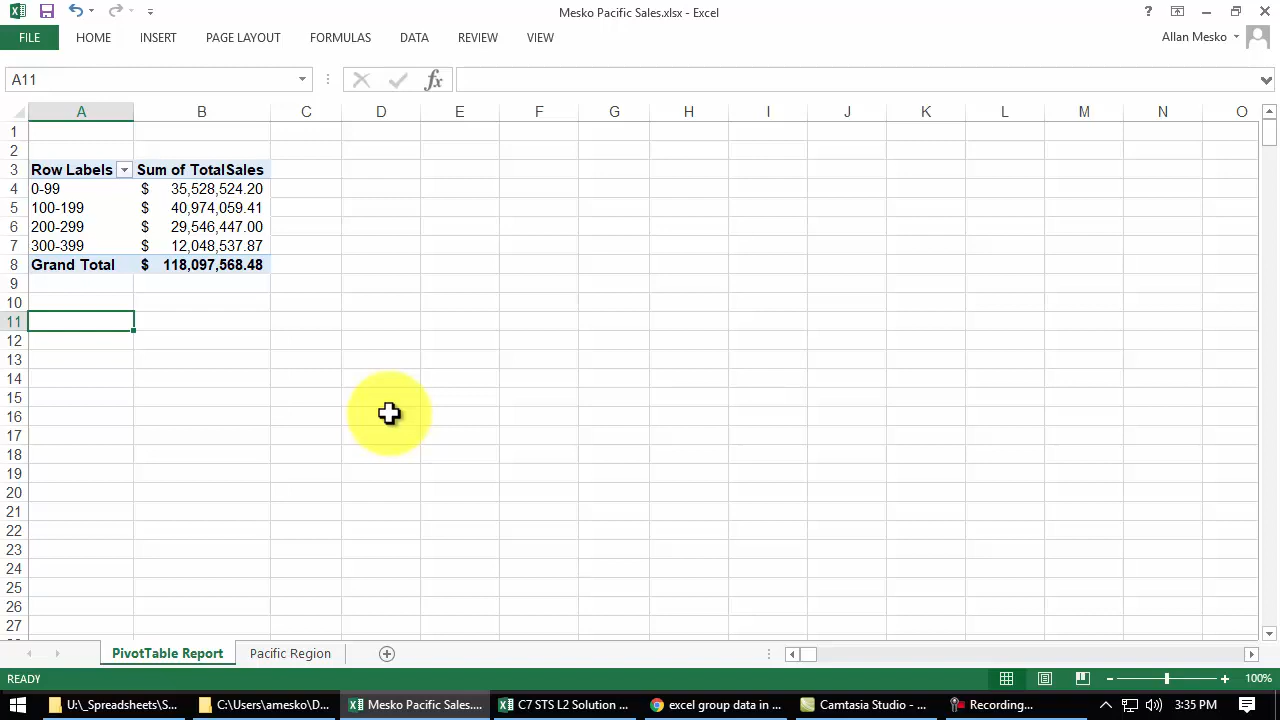 Mesko Pacific Sales.xlsx - Excel
?
FILE HOME INSERT PAGE LAYOUT FORMULAS DATA REVIEW VIEW Allan Mesko
A11 fx
A B C D E F G H I J K L M N O
1
2
3 Row Labels Sum of TotalSales
4 0-99 $ 35,528,524.20
5 100-199 $ 40,974,059.41
6 200-299 $ 29,546,447.00
7 300-399 $ 12,048,537.87
8 Grand Total $ 118,097,568.48
9
10
11
12
13
14
15
16
17
18
19
20
21
22
23
24
25
26
27
PivotTable Report Pacific Region
READY 100%
U:\_Spreadsheets\S... C:\Users\amesko\D... Mesko Pacific Sales.... C7 STS L2 Solution ... excel group data in ... Camtasia Studio - ... Recording... 3:35 PM